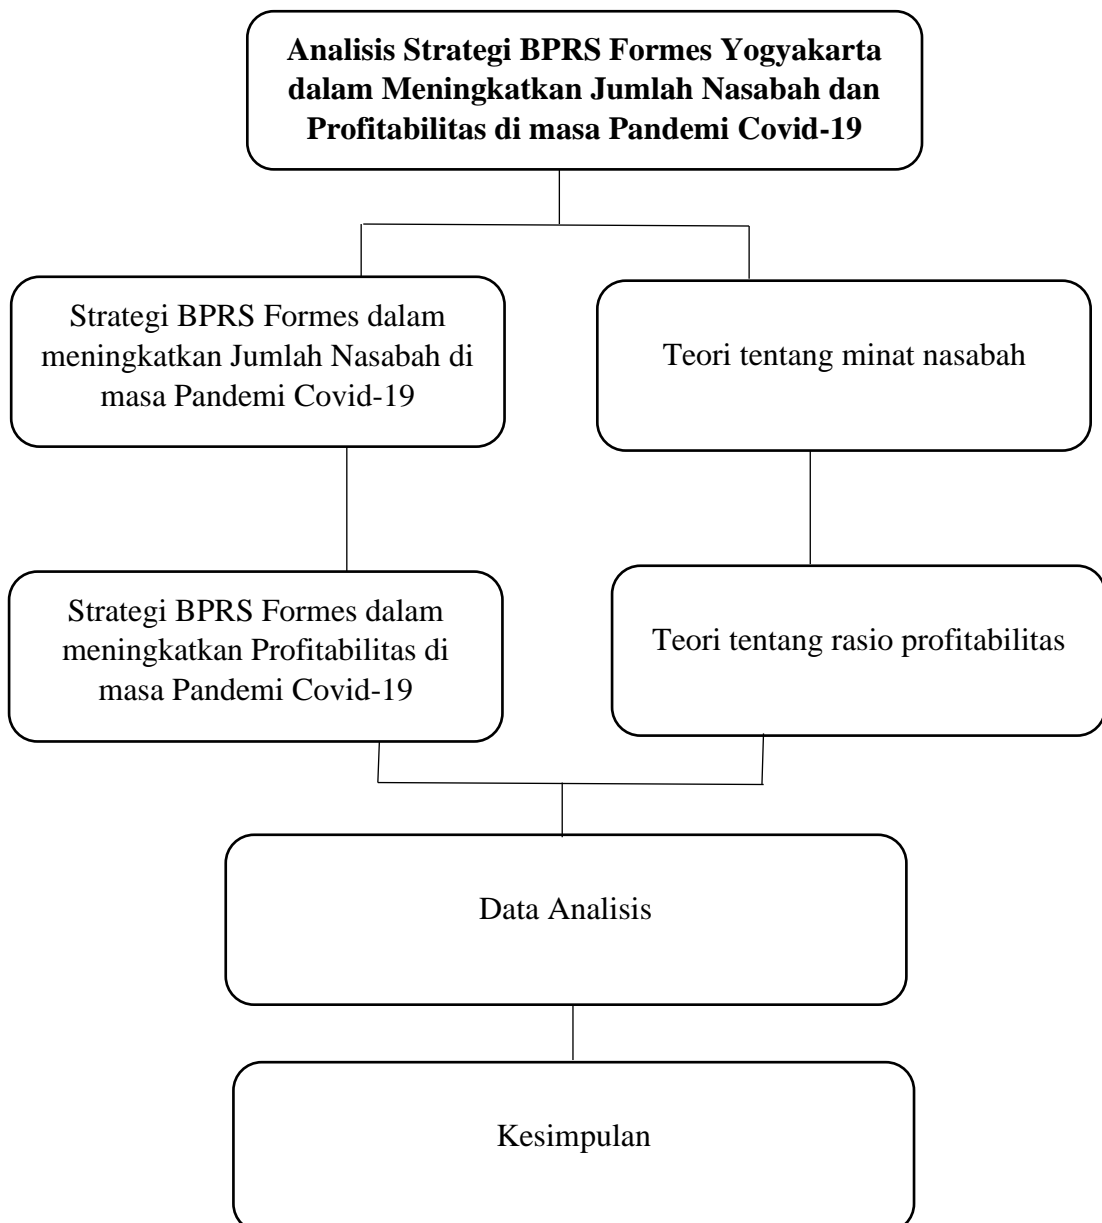 Analisis Strategi BPRS Formes Yogyakarta
dalam Meningkatkan Jumlah Nasabah dan
Profitabilitas di masa Pandemi Covid-19
Strategi BPRS Formes dalam
meningkatkan Jumlah Nasabah di
masa Pandemi Covid-19
Teori tentang minat nasabah
Strategi BPRS Formes dalam
meningkatkan Profitabilitas di
masa Pandemi Covid-19
Teori tentang rasio profitabilitas
Data Analisis
Kesimpulan